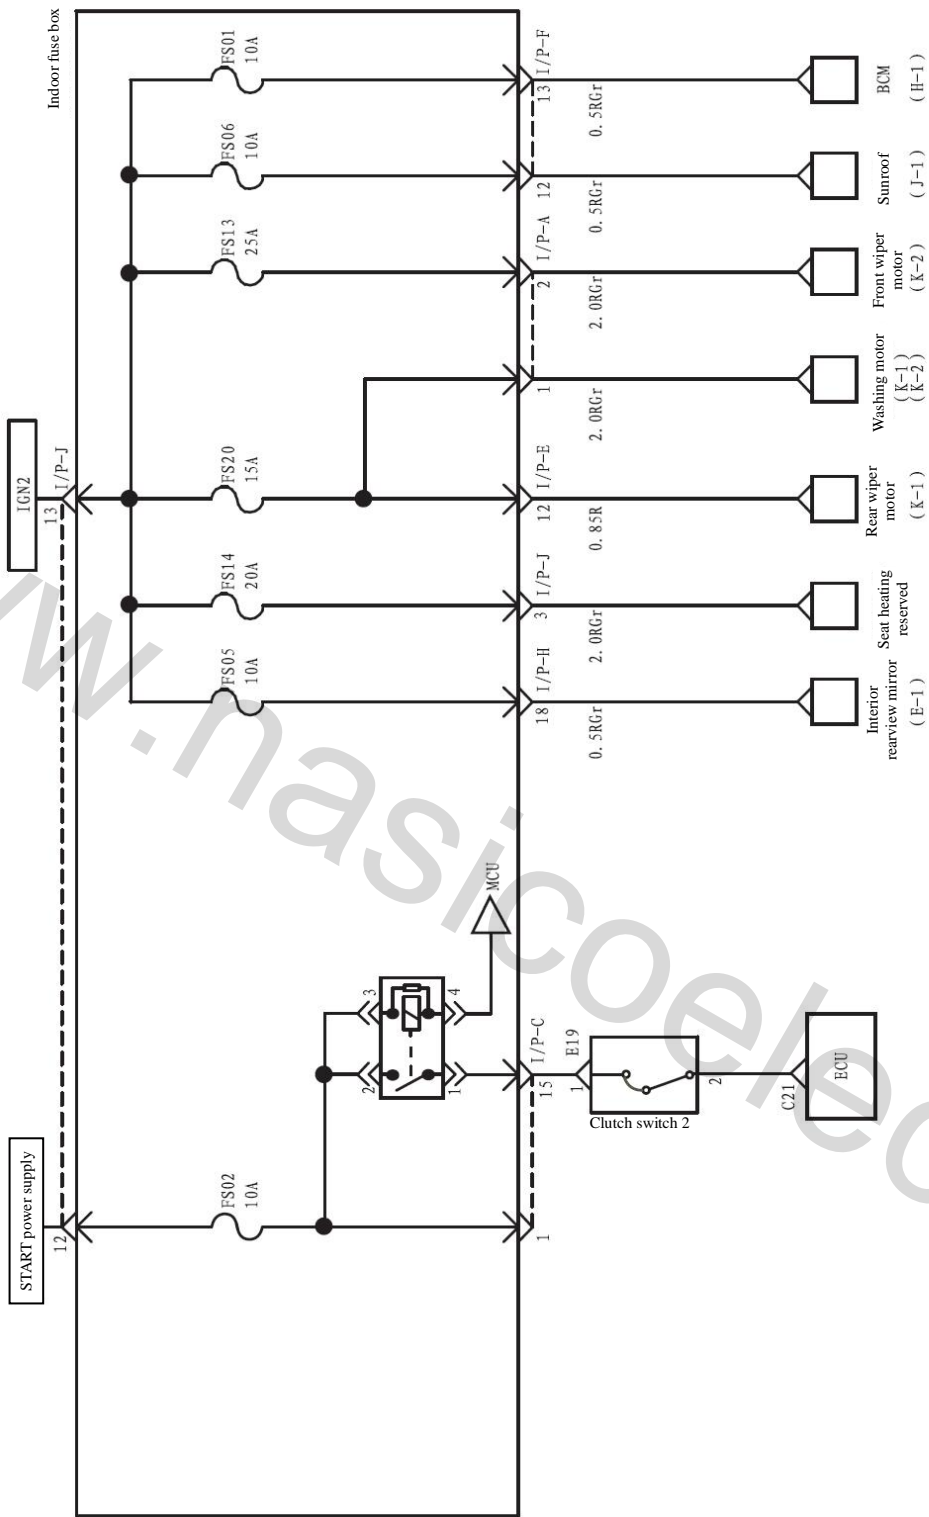 Indoor fuse box
FS01
10A
FS06
10A
FS13
25A
FS20
15A
FS14
20A
FS05
10A
FS02
10A
IGN2
13
I/P-J
START power supply
12
13
I/P-F
12
2
I/P-A
1
12
I/P-E
3
I/P-J
18
I/P-H
0.5RGr
0.5RGr
2.0RGr
2.0RGr
0.85R
2.0RGr
0.5RGr
BCM
(H-1)
Sunroof
(J-1)
Front wiper
motor
(K-2)
Washing motor
(K-1)
(K-2)
Rear wiper
motor
(K-1)
Seat heating
reserved
Interior
rearview mirror
(E-1)
MCU
3
4
2
1
15
I/P-C
1
E19
1
2
Clutch switch 2
C21
ECU
w.nasicoelec